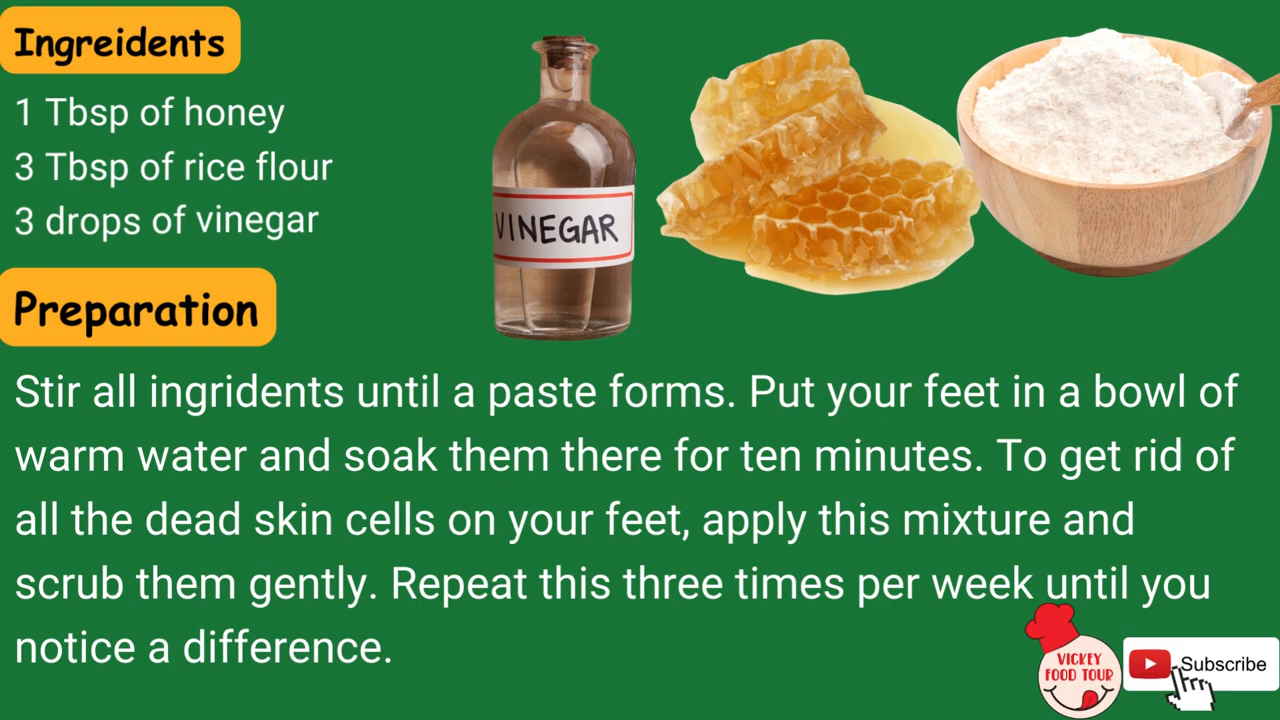 Ingreidents
1 Tbsp of honey
3 Tbsp of rice flour
3 drops of vinegar
VINEGAR
Preparation
Stir all ingridents until a paste forms. Put your feet in a bowl of
warm water and soak them there for ten minutes. To get rid of
all the dead skin cells on your feet, apply this mixture and
scrub them gently. Repeat this three times per week until you
notice a difference.
VICKEY
FOOD TOUR
Subscribe